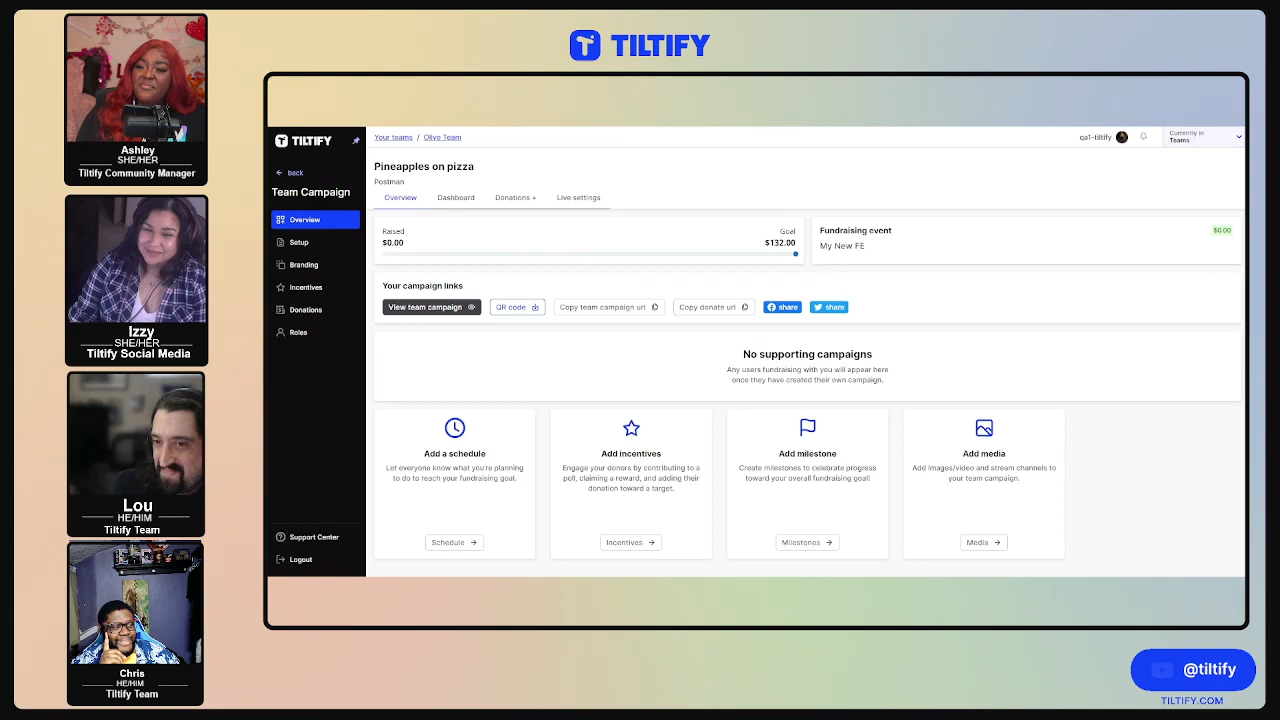 TILTIFY
Ashley
SHE/HER
Tiltify Community Manager
Izzy
SHE/HER
Tiltify Social Media
Lou
HE/HIM
Tiltify Team
Chris
HE/HIM
Tiltify Team
TILTIFY
back
Team Campaign
Overview
Setup
Branding
Incentives
Donations
Roles
Support Center
Logout
Your teams / Olive Team
qa1-tiltify
Currently in
Teams
Pineapples on pizza
Postman
Overview Dashboard Donations + Live settings
Raised Goal
$0.00 $132.00
Fundraising event $0.00
My New FE
Your campaign links
View team campaign QR code Copy team campaign url Copy donate url share share
No supporting campaigns
Any users fundraising with you will appear here
once they have created their own campaign.
Add a schedule
Let everyone know what you're planning
to do to reach your fundraising goal.
Schedule →
Add incentives
Engage your donors by contributing to a
poll, claiming a reward, and adding their
donation toward a target.
Incentives →
Add milestone
Create milestones to celebrate progress
toward your overall fundraising goal!
Milestones →
Add media
Add images/video and stream channels to
your team campaign.
Media →
@tiltify
TILTIFY.COM